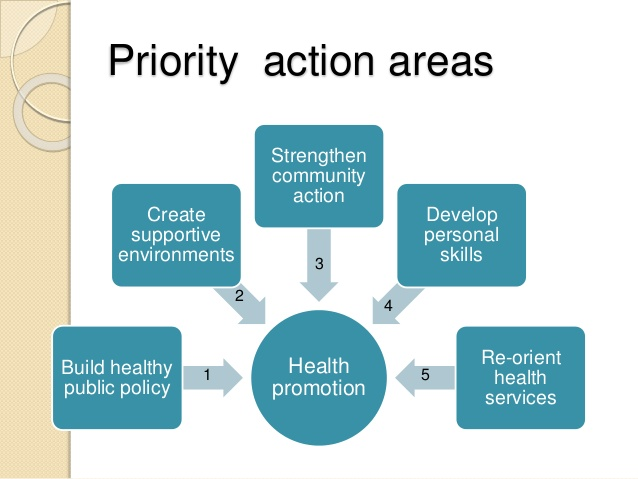 Priority action areas
Strengthen
community
action
Create
supportive
environments
Develop
personal
skills
3
2
4
Build healthy
public policy
1
Health
promotion
5
Re-orient
health
services